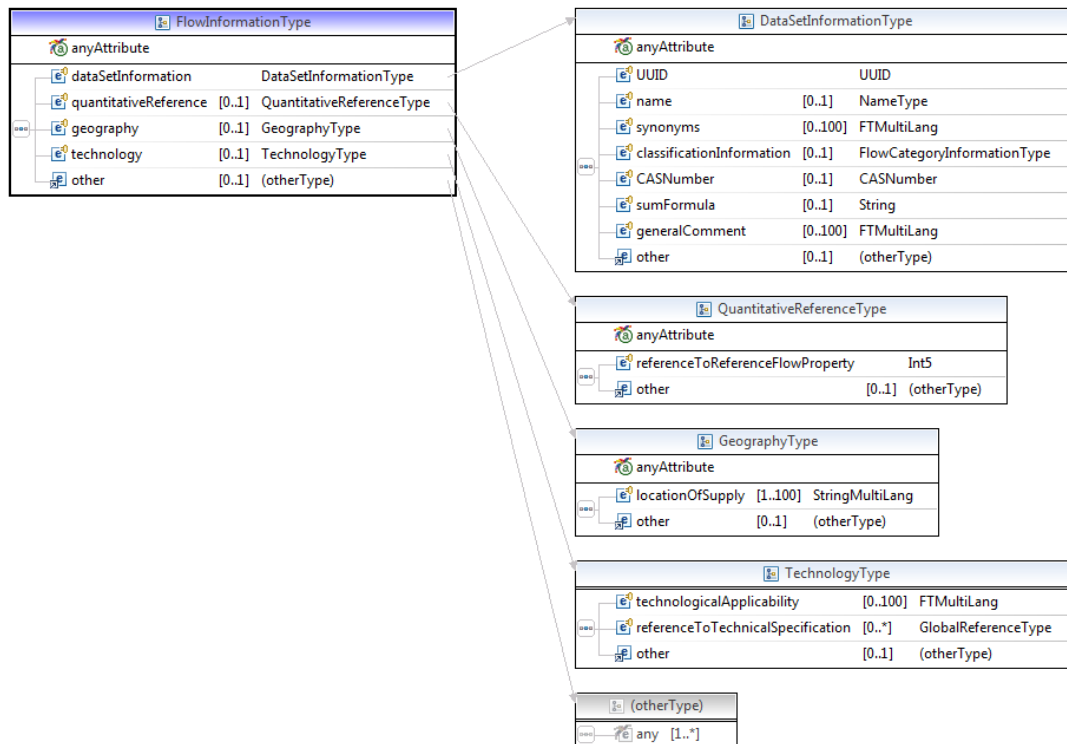 FlowInformationType
anyAttribute
dataSetInformation DataSetInformationType
quantitativeReference [0..1] QuantitativeReferenceType
geography [0..1] GeographyType
technology [0..1] TechnologyType
other [0..1] (otherType)
DataSetInformationType
anyAttribute
UUID UUID
name [0..1] NameType
synonyms [0..100] FTMultiLang
classificationInformation [0..1] FlowCategoryInformationType
CASNumber [0..1] CASNumber
sumFormula [0..1] String
generalComment [0..100] FTMultiLang
other [0..1] (otherType)
QuantitativeReferenceType
anyAttribute
referenceToReferenceFlowProperty Int5
other [0..1] (otherType)
GeographyType
anyAttribute
locationOfSupply [1..100] StringMultiLang
other [0..1] (otherType)
TechnologyType
technologicalApplicability [0..100] FTMultiLang
referenceToTechnicalSpecification [0..*] GlobalReferenceType
other [0..1] (otherType)
(otherType)
any [1..*]